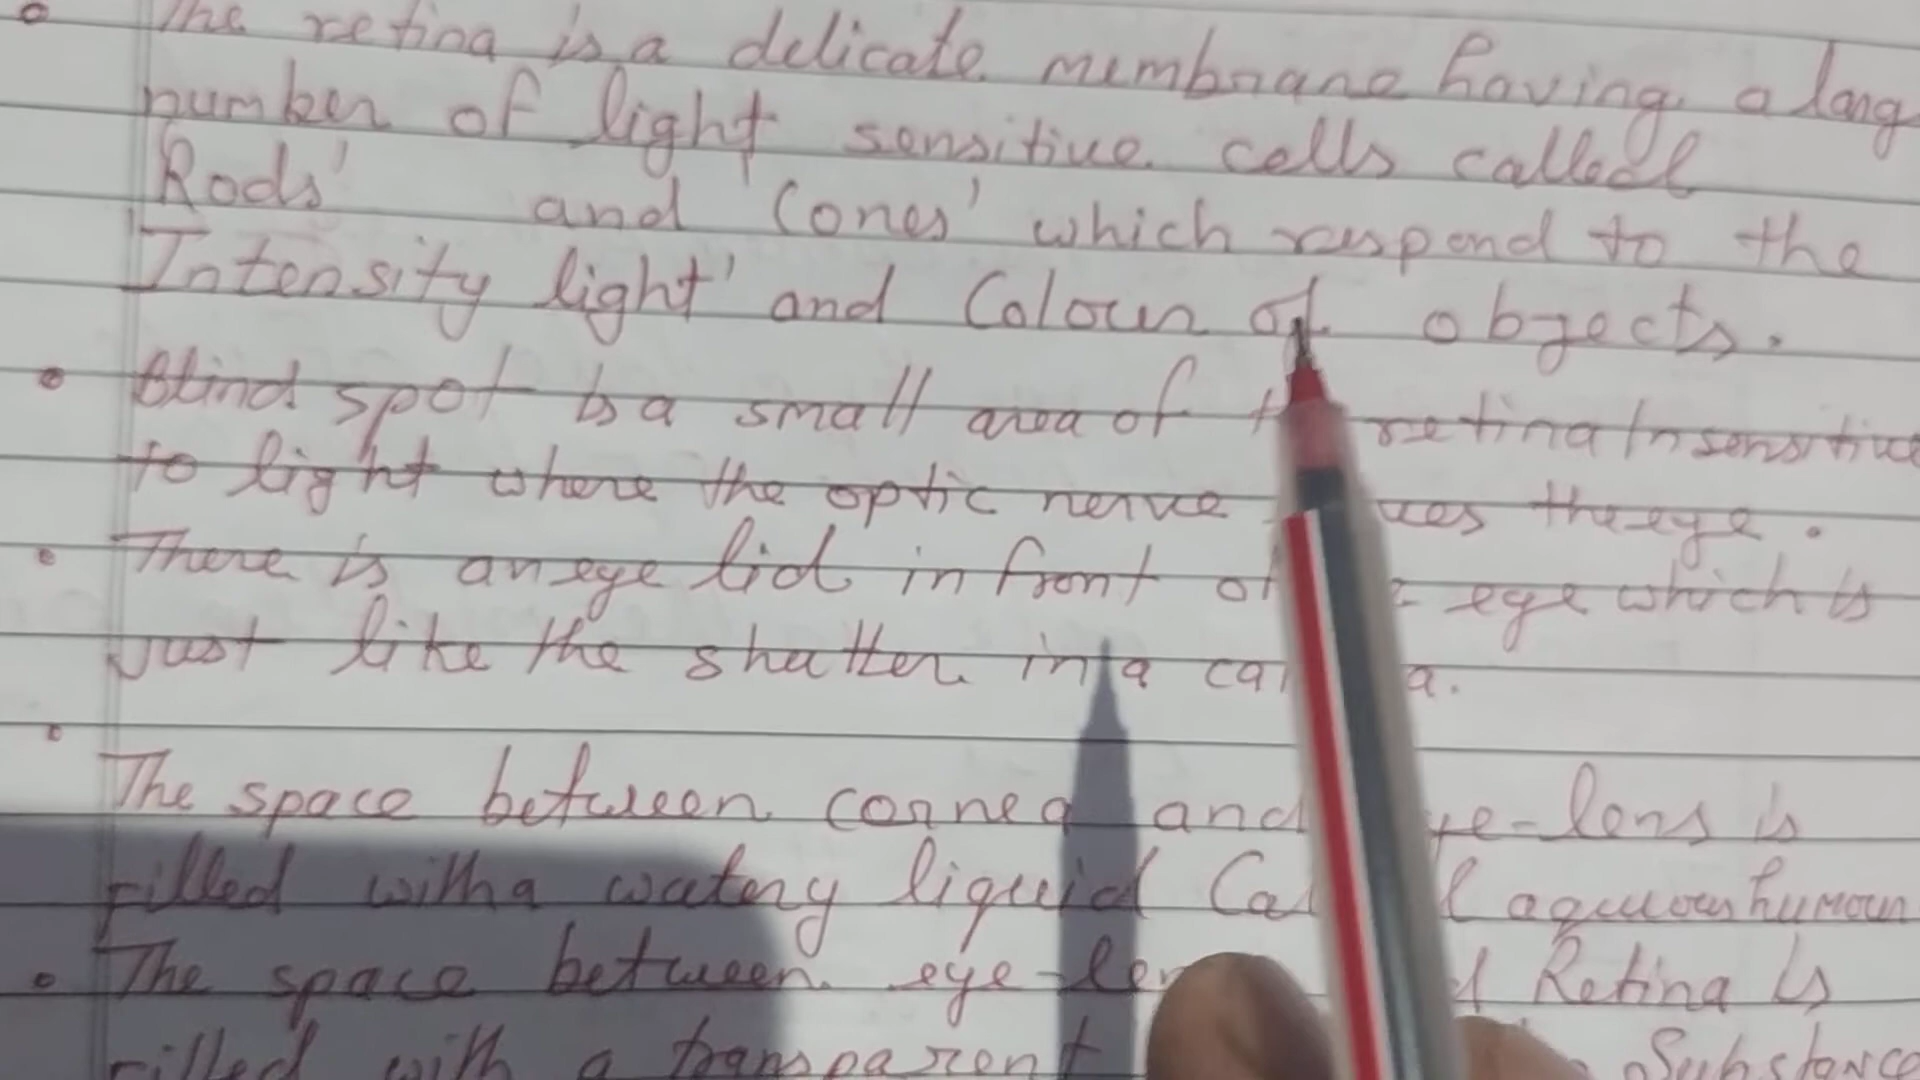 The retina is a delicate membrane having a larg
number of light sensitive cells called
Rods' and 'Cones' which respond to the
Intensity light' and Colour of objects.
Blind spot is a small area of retina Insensitive
to light where the optic nerve the eye.
There is an eye lid in front of eye which is
Just like the shutter in a
The space between cornea and lens is
filled with a watery liquid aquuous humour
The space between eye- Retina is
filled with a transparent Substance